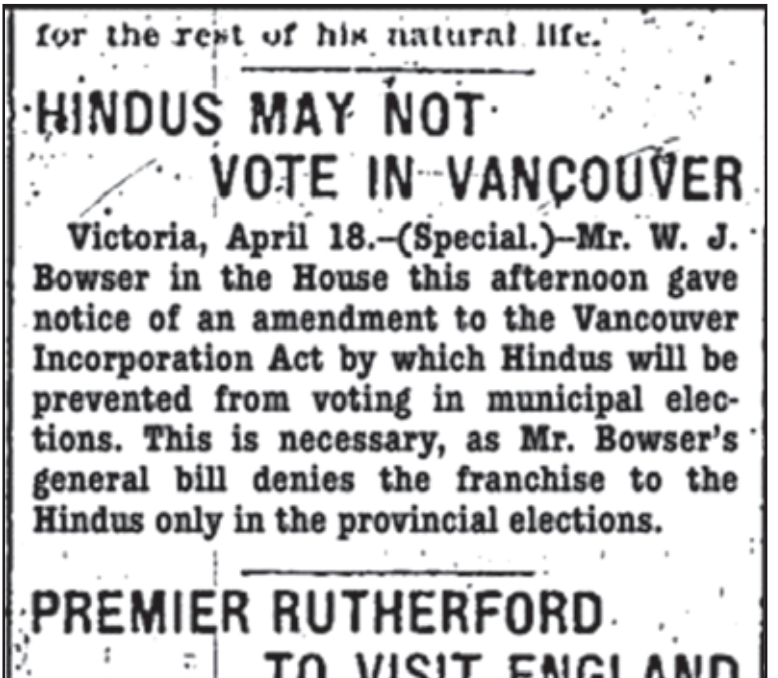 for the rest of his natural life.
HINDUS MAY NOT
VOTE IN VANCOUVER
Victoria, April 18.—(Special.)—Mr. W. J.
Bowser in the House this afternoon gave
notice of an amendment to the Vancouver
Incorporation Act by which Hindus will be
prevented from voting in municipal elec-
tions. This is necessary, as Mr. Bowser's
general bill denies the franchise to the
Hindus only in the provincial elections.
PREMIER RUTHERFORD
TO VISIT ENGLAND